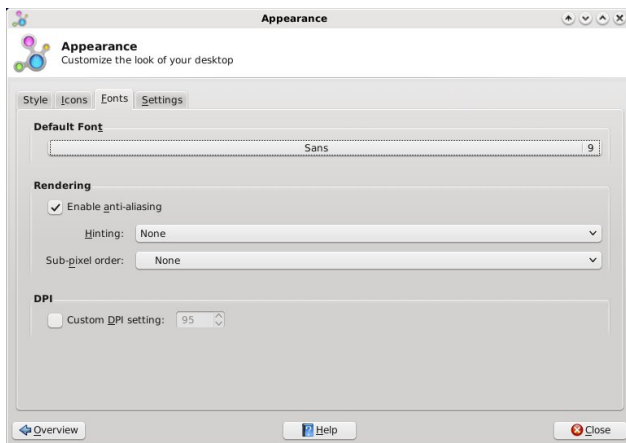 Appearance
Appearance
Customize the look of your desktop
Style Icons Fonts Settings
Default Font
Sans 9
Rendering
Enable anti-aliasing
Hinting: None
Sub-pixel order: None
DPI
Custom DPI setting: 95
Overview Help Close